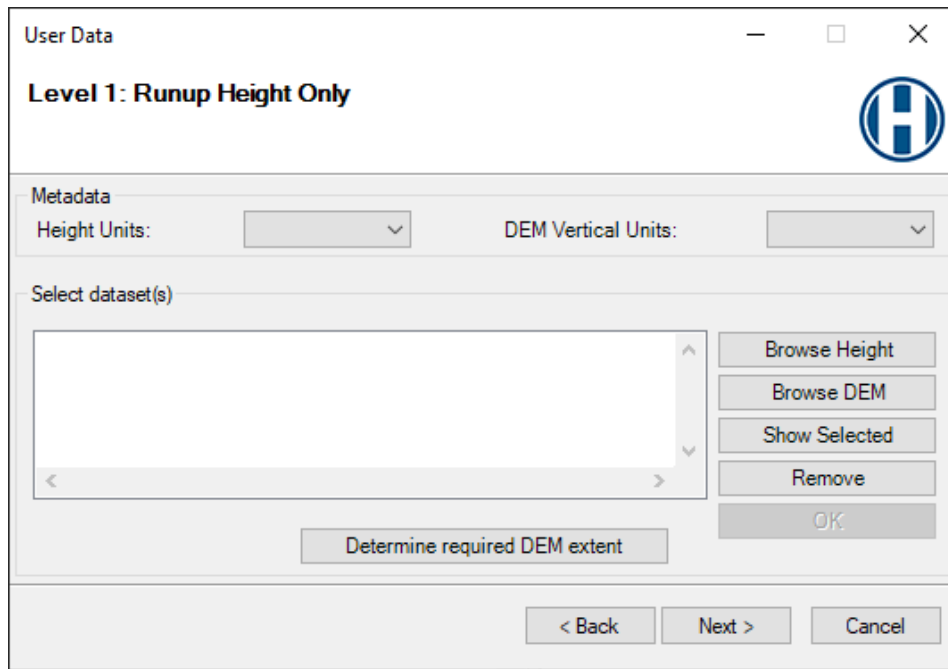 User Data
Level 1: Runup Height Only
Metadata
Height Units:
DEM Vertical Units:
Select dataset(s)
Browse Height
Browse DEM
Show Selected
Remove
OK
Determine required DEM extent
< Back
Next >
Cancel